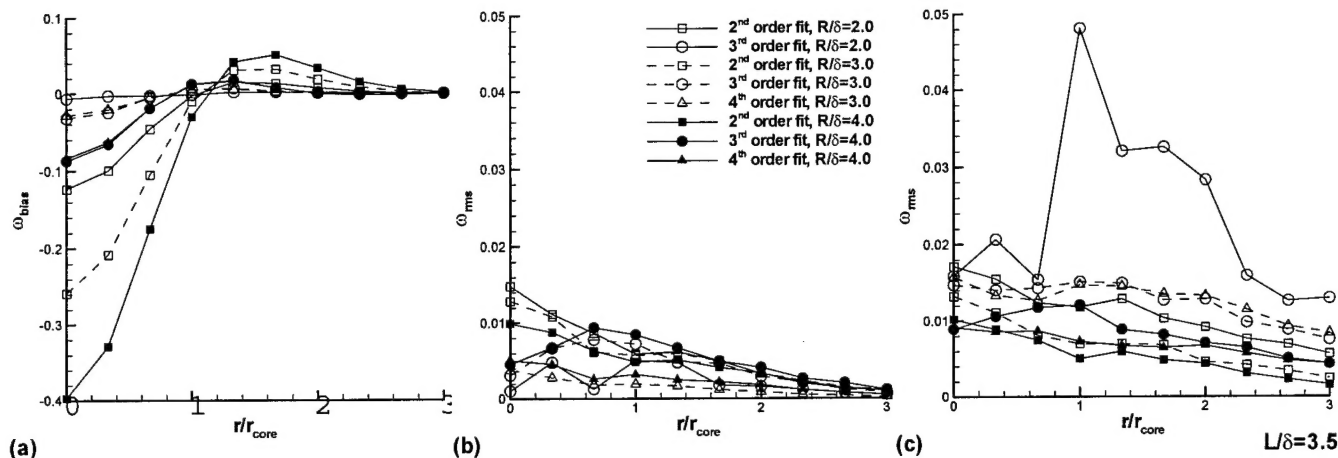 0.1
0
-0.1
-0.2
-0.3
-0.4
ω_bias
0 1 2 3
r/r_core
(a)
0.05
0.04
0.03
0.02
0.01
0
ω_rms
0 1 2 3
r/r_core
(b)
2nd order fit, R/δ=2.0
3rd order fit, R/δ=2.0
2nd order fit, R/δ=3.0
3rd order fit, R/δ=3.0
4th order fit, R/δ=3.0
2nd order fit, R/δ=4.0
3rd order fit, R/δ=4.0
4th order fit, R/δ=4.0
0.05
0.04
0.03
0.02
0.01
0
ω_rms
0 1 2 3
r/r_core
(c)
L/δ=3.5